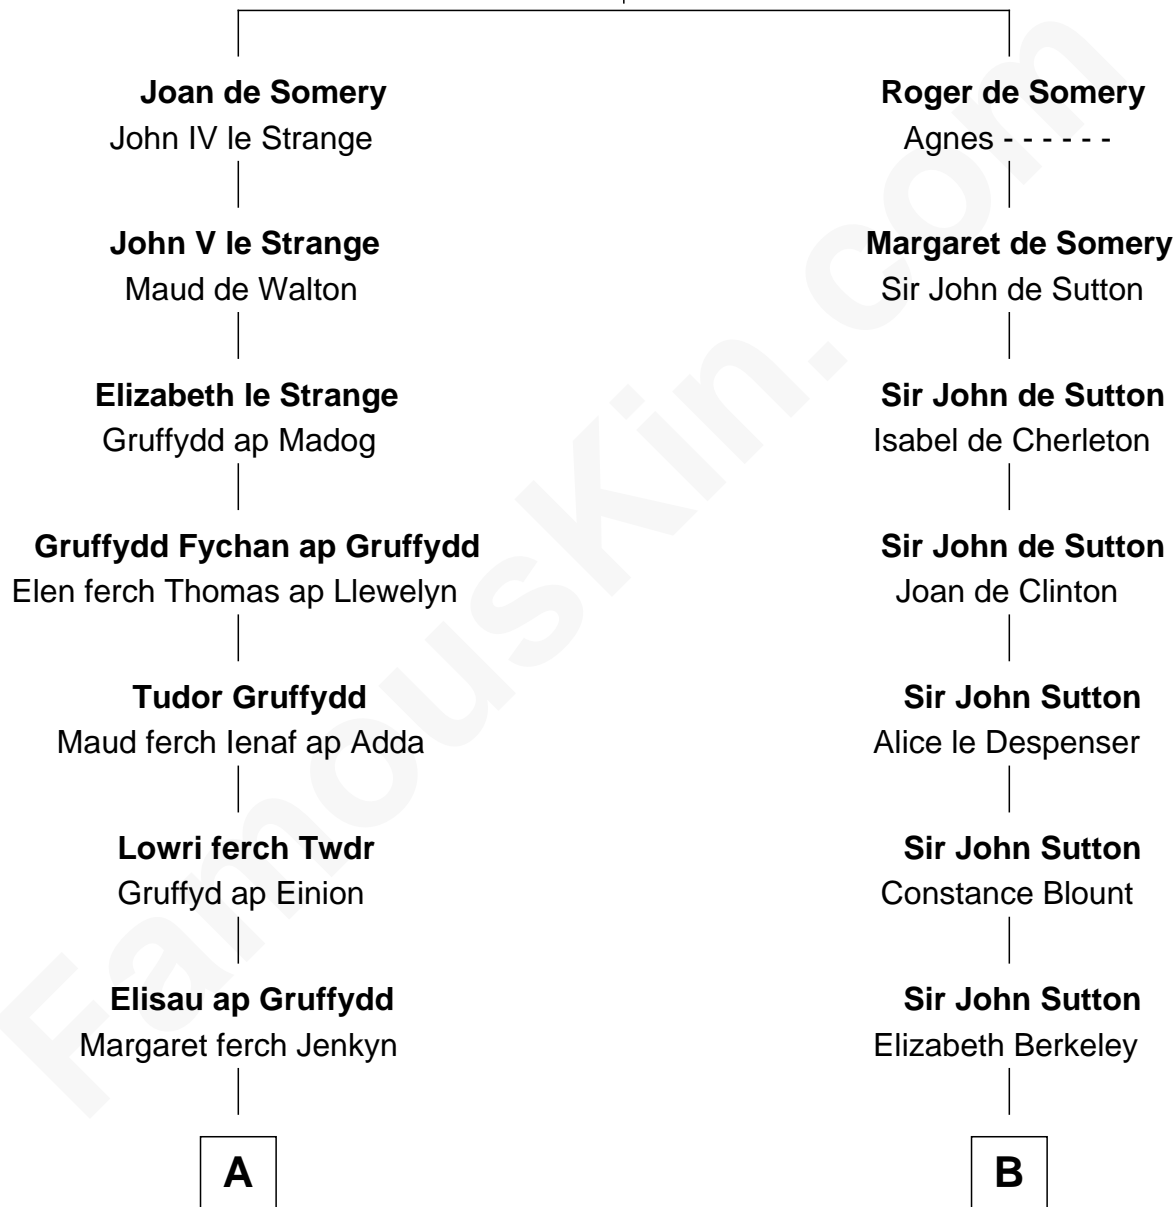 Joan de Somery
John IV le Strange
John V le Strange
Maud de Walton
Elizabeth le Strange
Gruffydd ap Madog
Gruffydd Fychan ap Gruffydd
Elen ferch Thomas ap Llewelyn
Tudor Gruffydd
Maud ferch Ienaf ap Adda
Lowri ferch Twdr
Gruffyd ap Einion
Elisau ap Gruffydd
Margaret ferch Jenkyn
A
Roger de Somery
Agnes - - - - - -
Margaret de Somery
Sir John de Sutton
Sir John de Sutton
Isabel de Cherleton
Sir John de Sutton
Joan de Clinton
Sir John Sutton
Alice le Despenser
Sir John Sutton
Constance Blount
Sir John Sutton
Elizabeth Berkeley
B
FamousKin.com